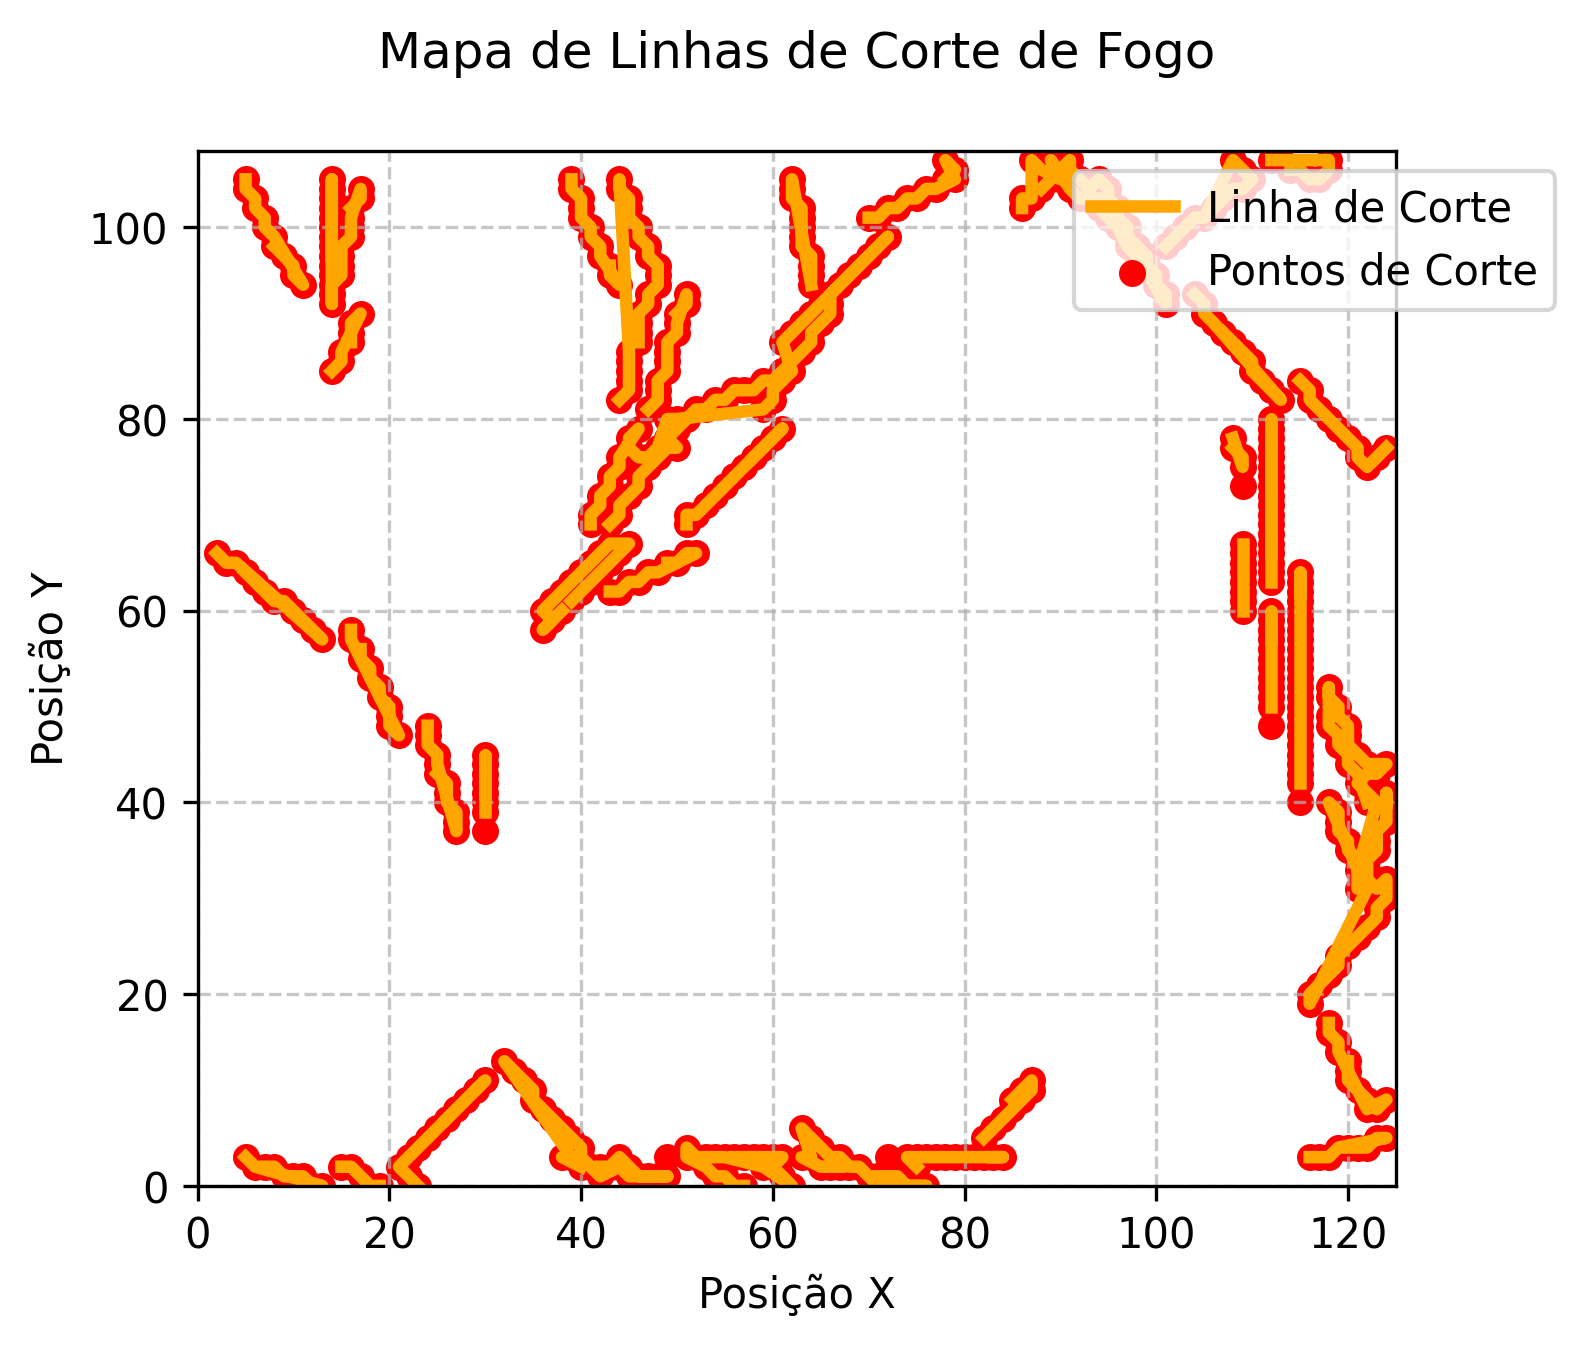 Mapa de Linhas de Corte de Fogo
Linha de Corte
Pontos de Corte
100
80
60
40
20
0
Posição Y
0 20 40 60 80 100 120
Posição X